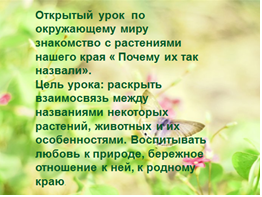 Открытый урок по
окружающему миру
знакомство с растениями
нашего края « Почему их так
назвали».
Цель урока: раскрыть
взаимосвязь между
названиями некоторых
растений, животных и их
особенностями. Воспитывать
любовь к природе, бережное
отношение к ней, к родному
краю